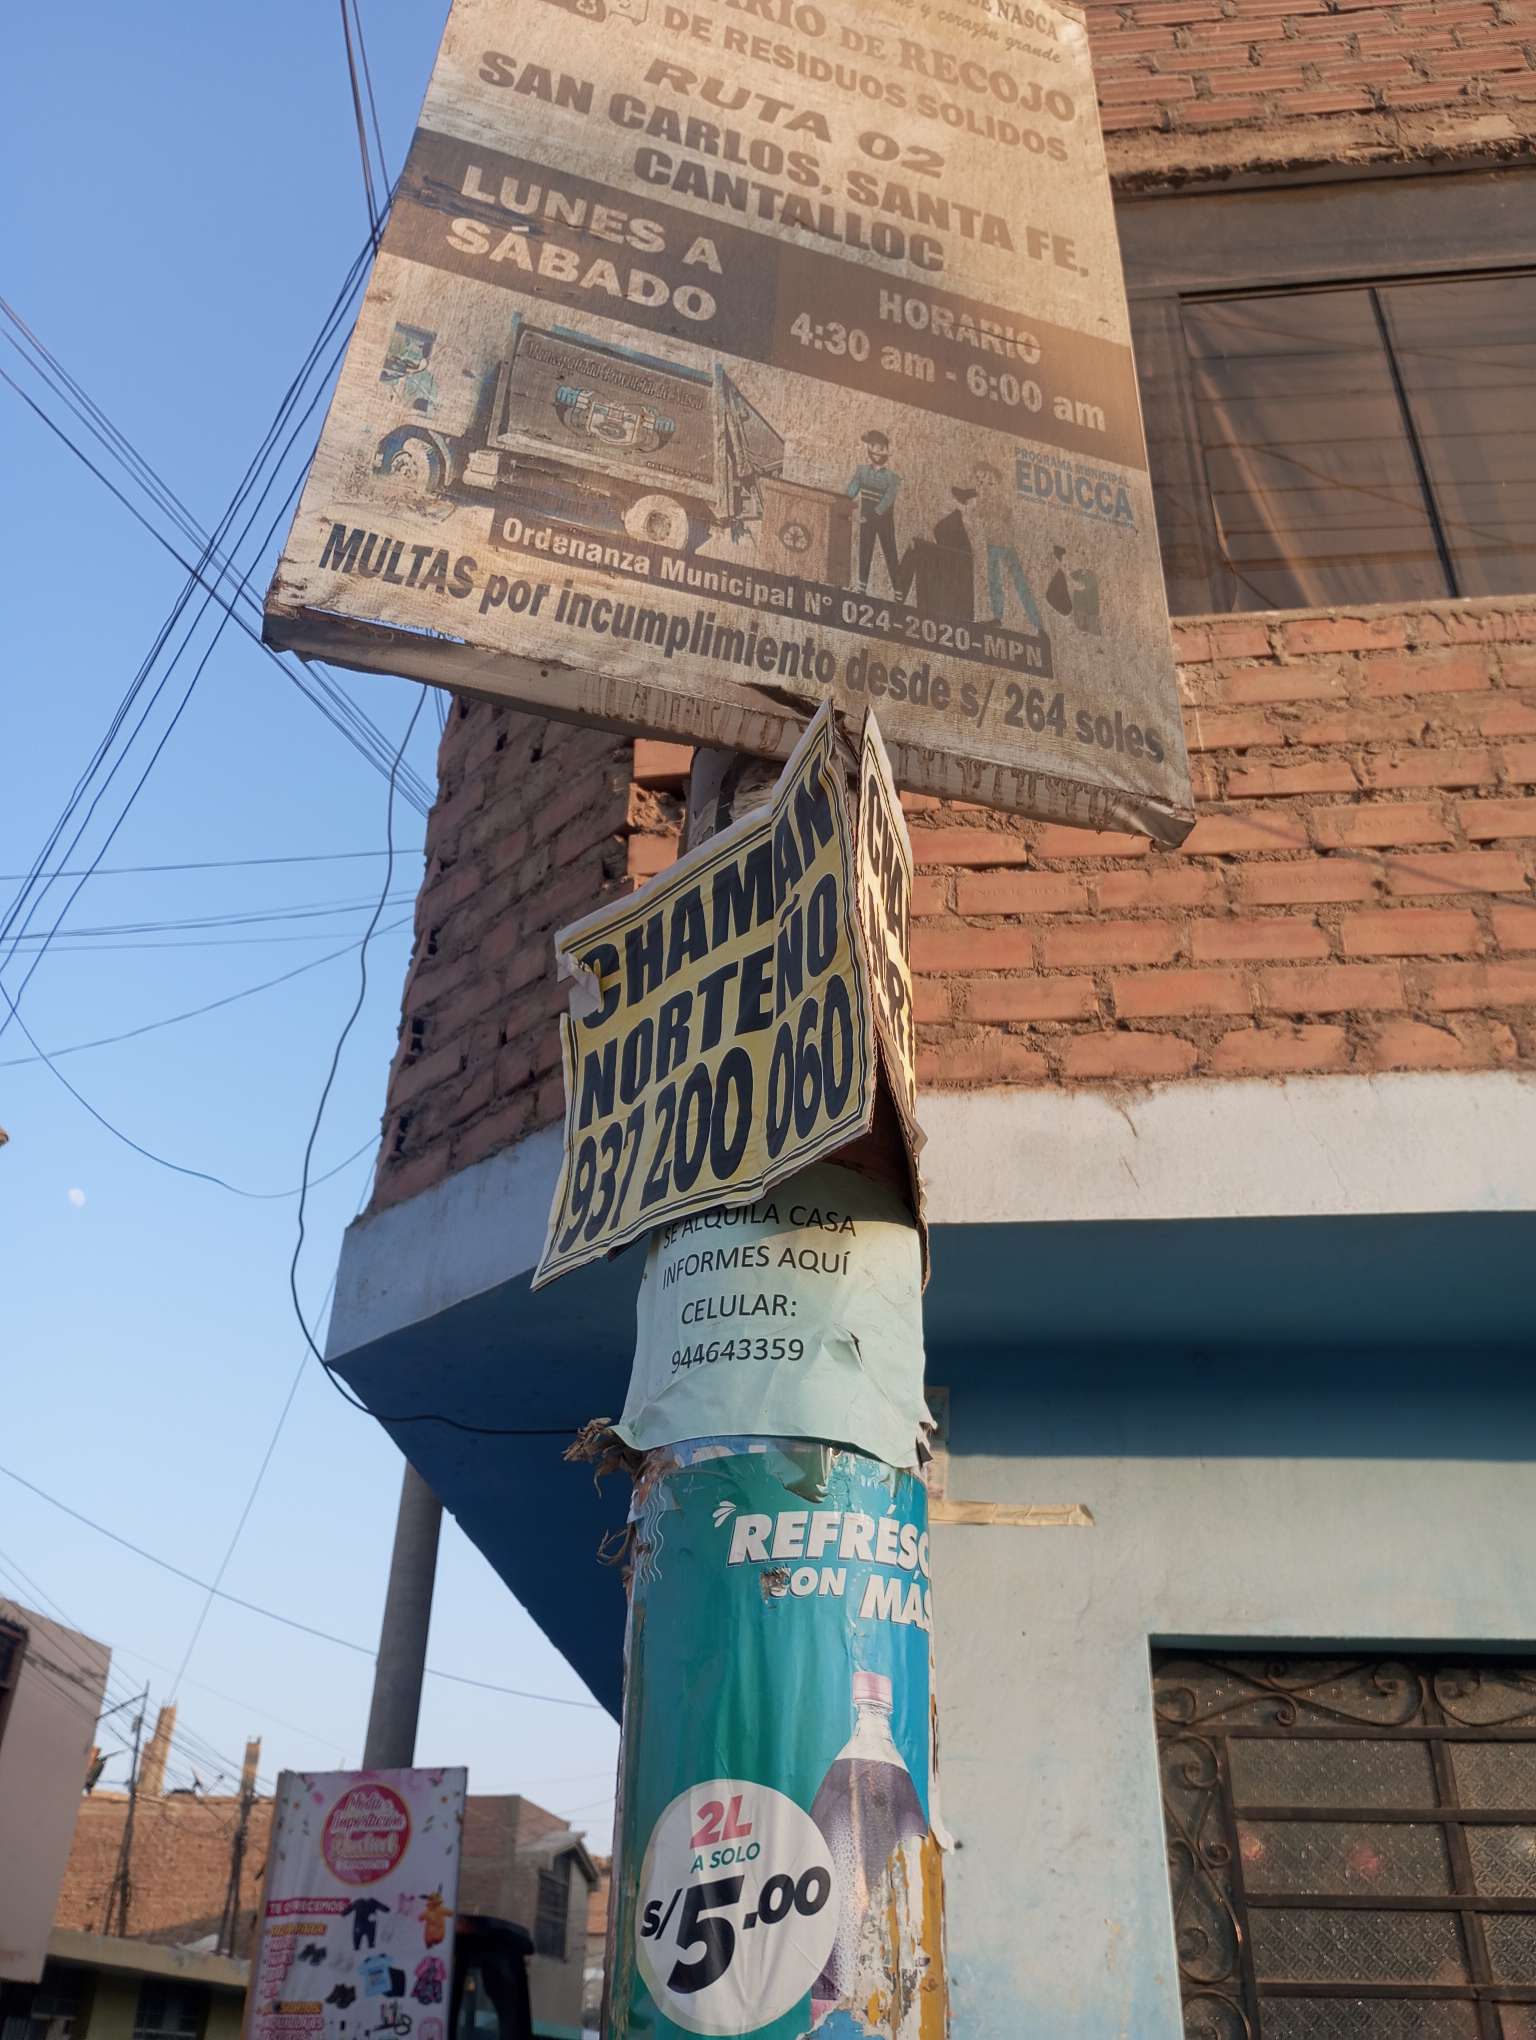 DE NASCA
y corazón grande
DE RECOJO
DE RESIDUOS SOLIDOS
RUTA 02
SAN CARLOS, SANTA FE,
CANTALLOC
LUNES A
SÁBADO
HORARIO
4:30 am - 6:00 am
PROGRAMA MUNICIPAL
EDUCCA
Ordenanza Municipal N° 024-2020-MPN
MULTAS por incumplimiento desde s/ 264 soles
CHAMAN
NORTEÑO
937 200 060
SE ALQUILA CASA
INFORMES AQUÍ
CELULAR:
944643359
REFRÉSC
CON MÁS
2L
A SOLO
S/5.00
TE OFRECEMOS: